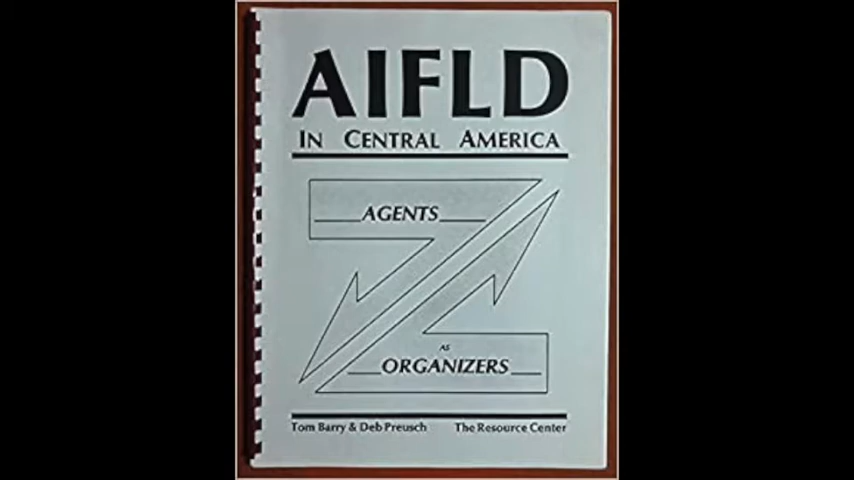 AIFLD
IN CENTRAL AMERICA
AGENTS
AS
ORGANIZERS
Tom Barry & Deb Preusch The Resource Center